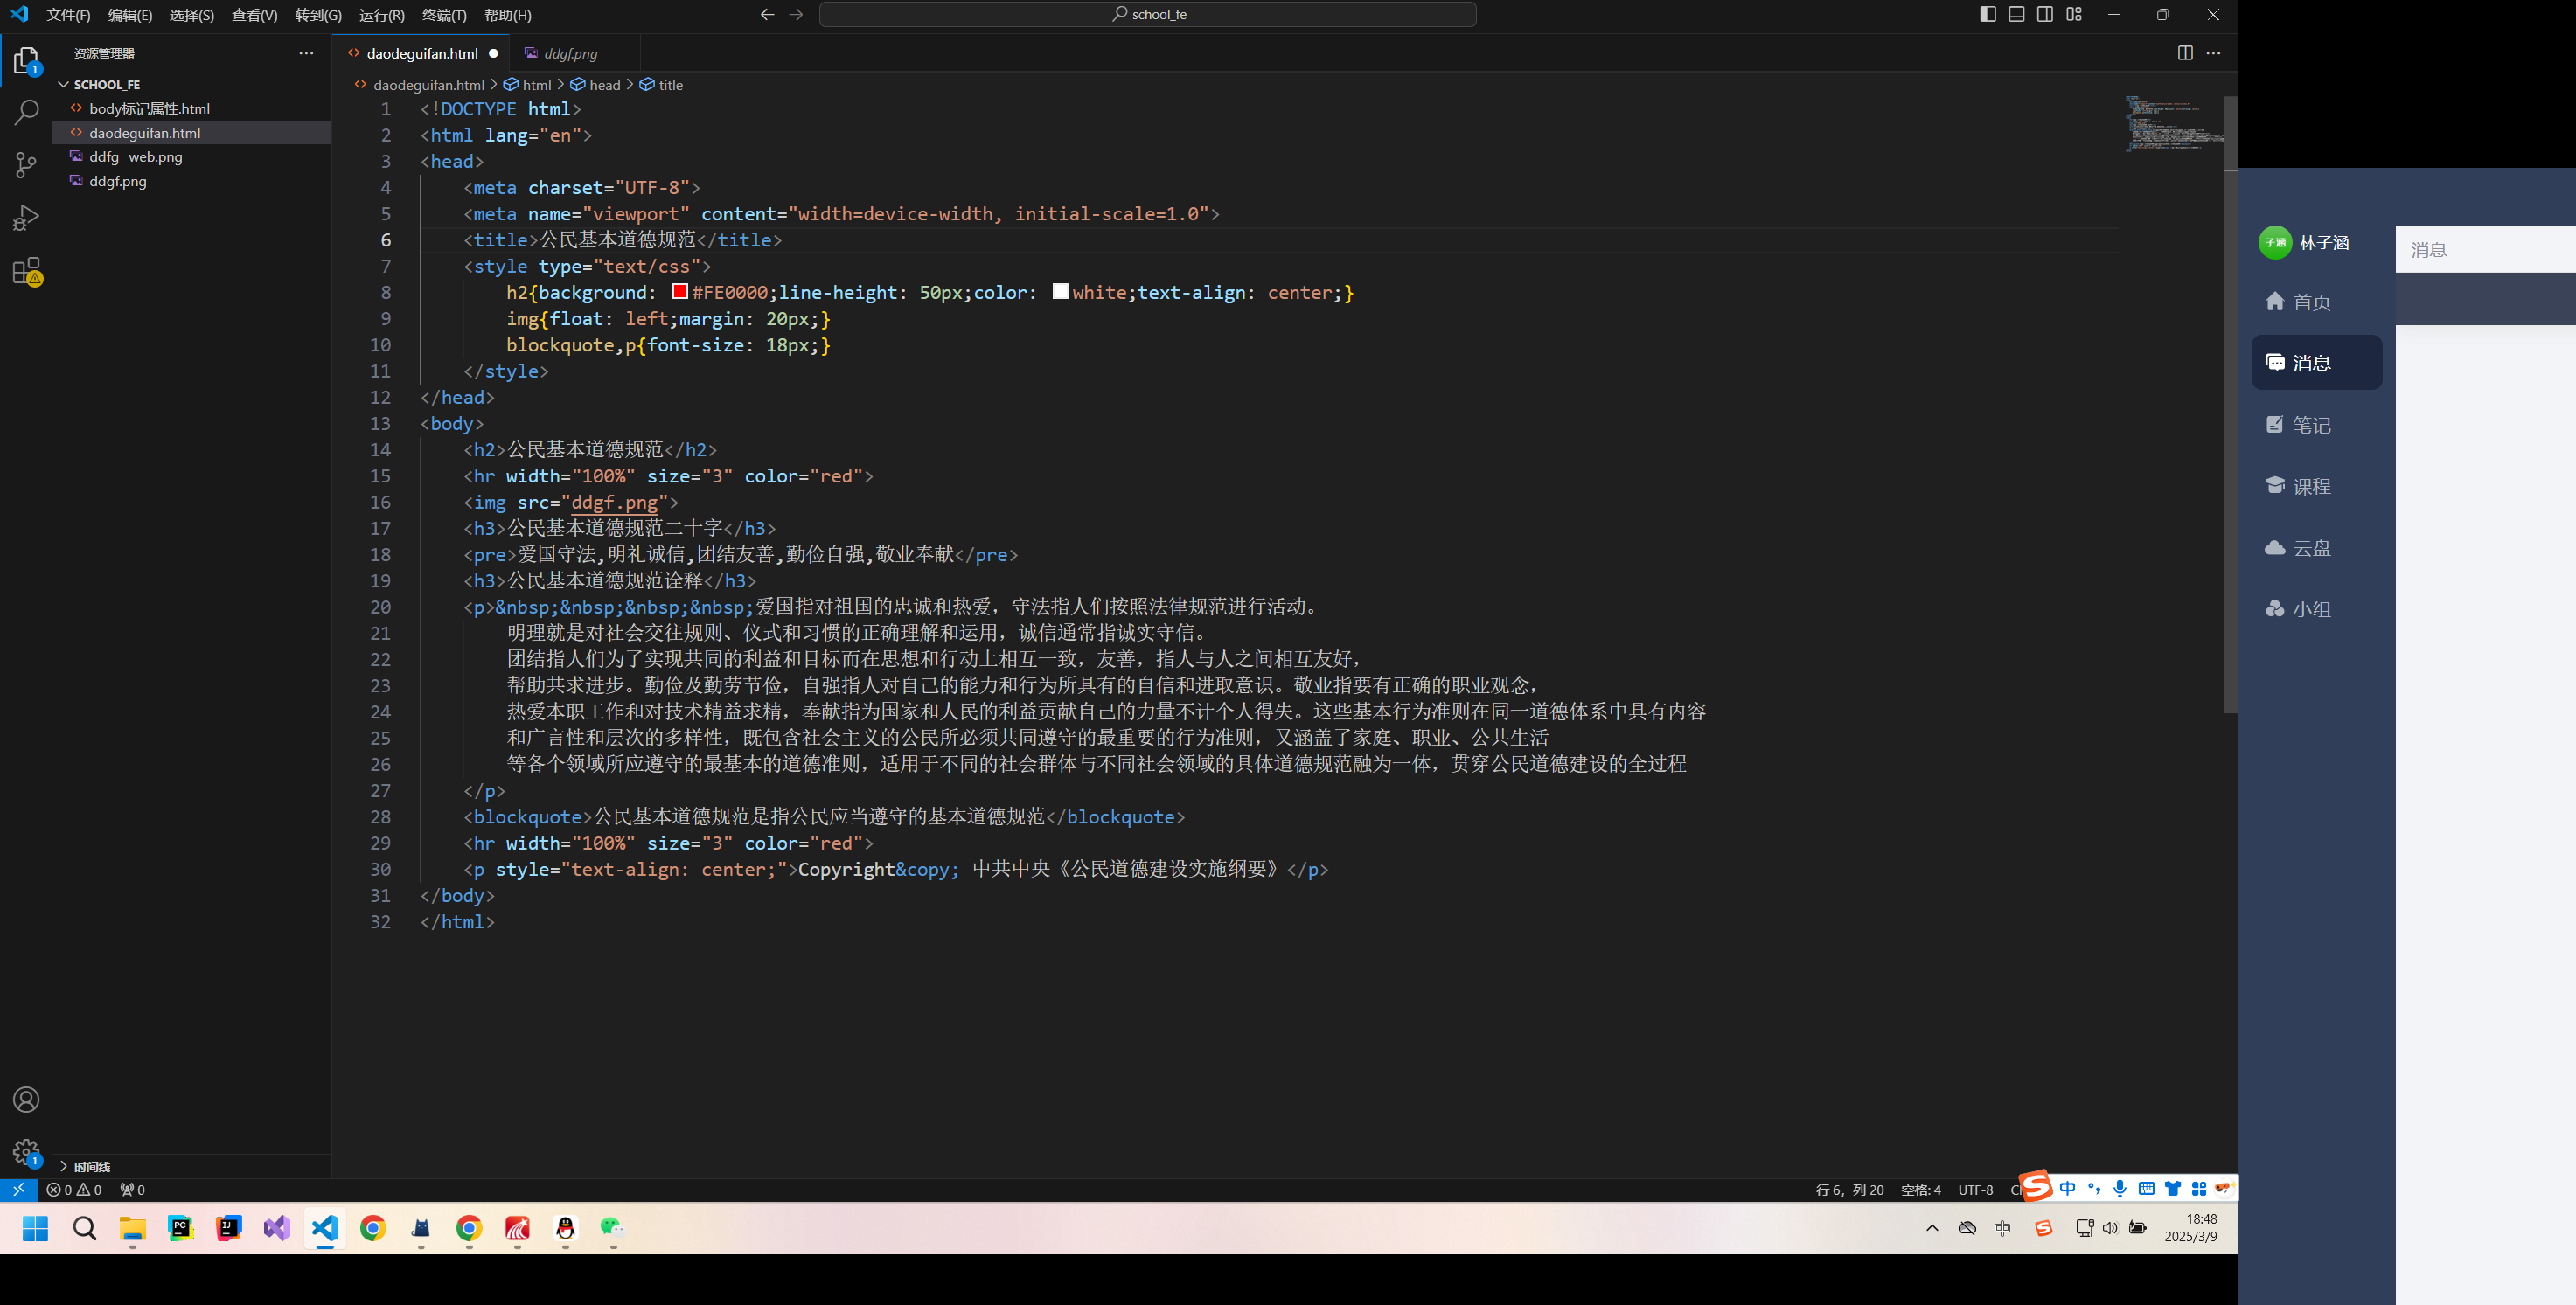 文件(F) 编辑(E) 选择(S) 查看(V) 转到(G) 运行(R) 终端(T) 帮助(H)
school_fe
资源管理器
SCHOOL_FE
body标记属性.html
daodeguifan.html
ddfg _web.png
ddgf.png
时间线
daodeguifan.html
ddgf.png
daodeguifan.html > html > head > title
1 <!DOCTYPE html>
2 <html lang="en">
3 <head>
4 <meta charset="UTF-8">
5 <meta name="viewport" content="width=device-width, initial-scale=1.0">
6 <title>公民基本道德规范</title>
7 <style type="text/css">
8 h2{background: #FE0000;line-height: 50px;color: white;text-align: center;}
9 img{float: left;margin: 20px;}
10 blockquote,p{font-size: 18px;}
11 </style>
12 </head>
13 <body>
14 <h2>公民基本道德规范</h2>
15 <hr width="100%" size="3" color="red">
16 <img src="ddgf.png">
17 <h3>公民基本道德规范二十字</h3>
18 <pre>爱国守法,明礼诚信,团结友善,勤俭自强,敬业奉献</pre>
19 <h3>公民基本道德规范诠释</h3>
20 <p>&nbsp;&nbsp;&nbsp;&nbsp;爱国指对祖国的忠诚和热爱，守法指人们按照法律规范进行活动。
21 明理就是对社会交往规则、仪式和习惯的正确理解和运用，诚信通常指诚实守信。
22 团结指人们为了实现共同的利益和目标而在思想和行动上相互一致，友善，指人与人之间相互友好，
23 帮助共求进步。勤俭及勤劳节俭，自强指人对自己的能力和行为所具有的自信和进取意识。敬业指要有正确的职业观念，
24 热爱本职工作和对技术精益求精，奉献指为国家和人民的利益贡献自己的力量不计个人得失。这些基本行为准则在同一道德体系中具有内容
25 和广言性和层次的多样性，既包含社会主义的公民所必须共同遵守的最重要的行为准则，又涵盖了家庭、职业、公共生活
26 等各个领域所应遵守的最基本的道德准则，适用于不同的社会群体与不同社会领域的具体道德规范融为一体，贯穿公民道德建设的全过程
27 </p>
28 <blockquote>公民基本道德规范是指公民应当遵守的基本道德规范</blockquote>
29 <hr width="100%" size="3" color="red">
30 <p style="text-align: center;">Copyright&copy; 中共中央《公民道德建设实施纲要》</p>
31 </body>
32 </html>
0 0 0
行 6，列 20 空格: 4 UTF-8
中
18:48
2025/3/9
子涵 林子涵
首页
消息
笔记
课程
云盘
小组
消息